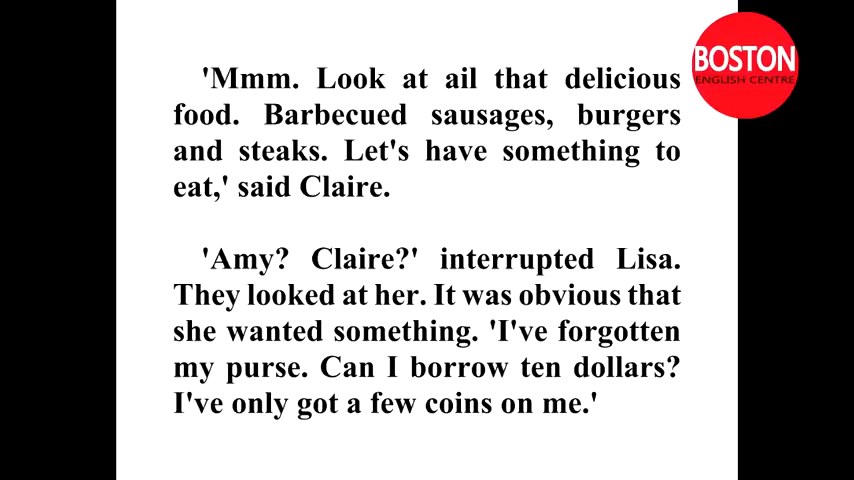 'Mmm. Look at ail that delicious
food. Barbecued sausages, burgers
and steaks. Let's have something to
eat,' said Claire.
'Amy? Claire?' interrupted Lisa.
They looked at her. It was obvious that
she wanted something. 'I've forgotten
my purse. Can I borrow ten dollars?
I've only got a few coins on me.'
BOSTON
ENGLISH CENTRE